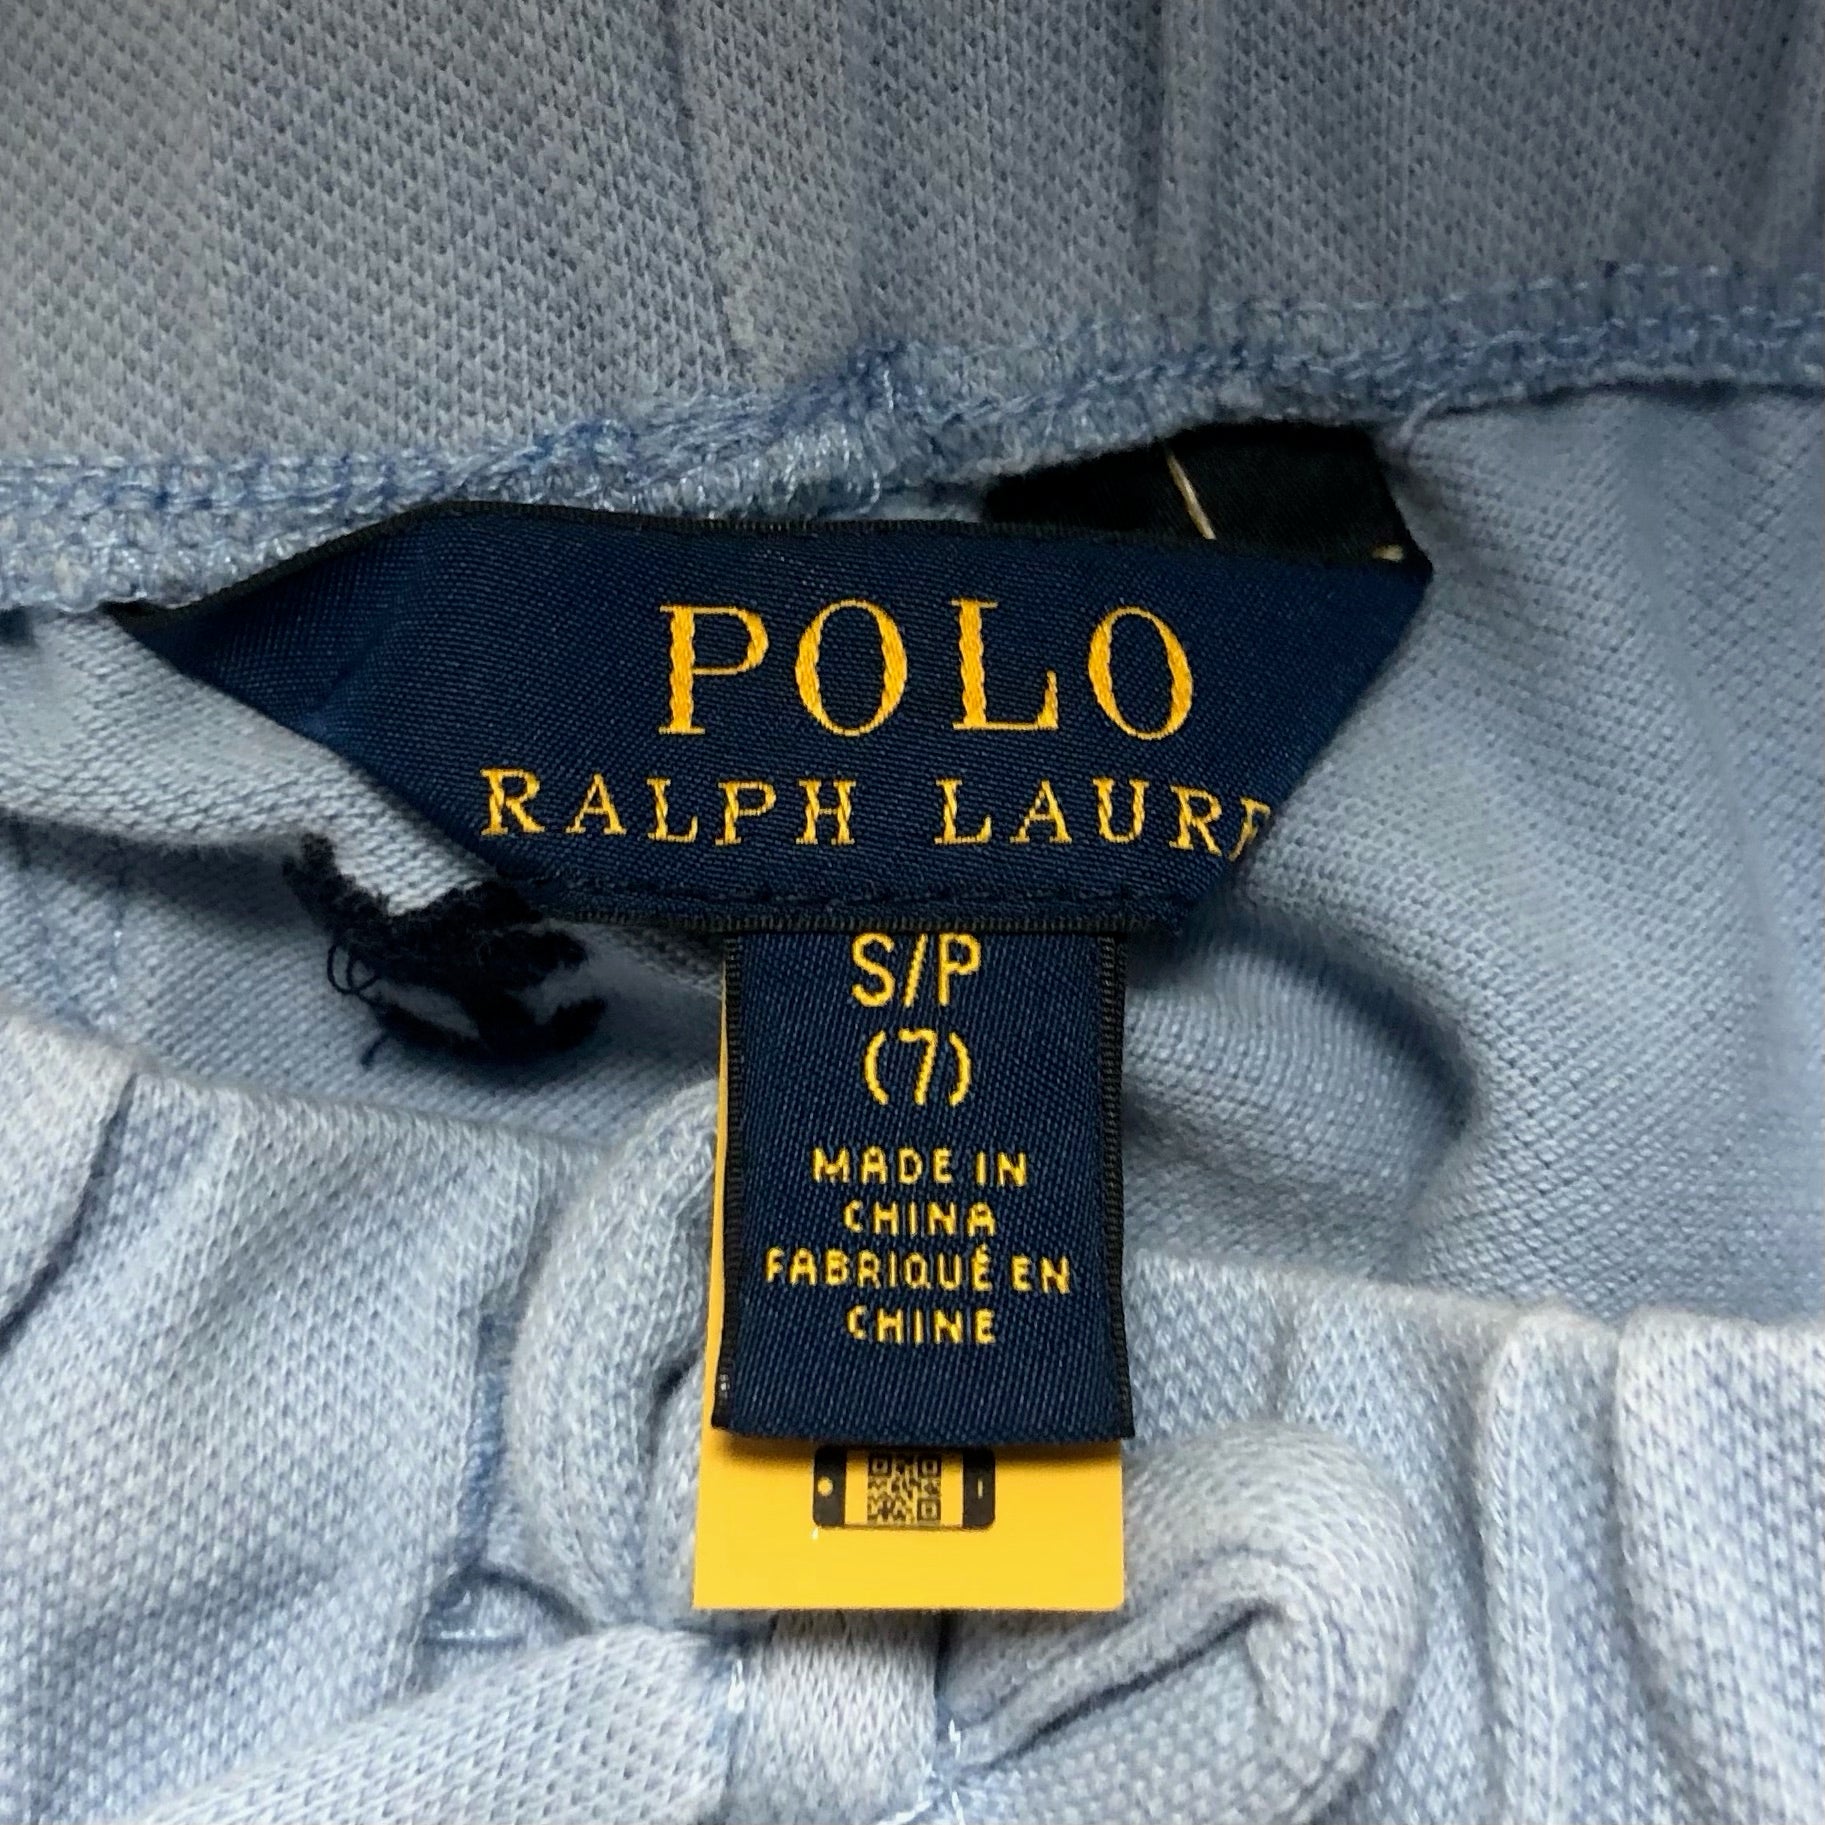 POLO
RALPH LAURE
S/P
(7)
MADE IN
CHINA
FABRIQUÉ EN
CHINE